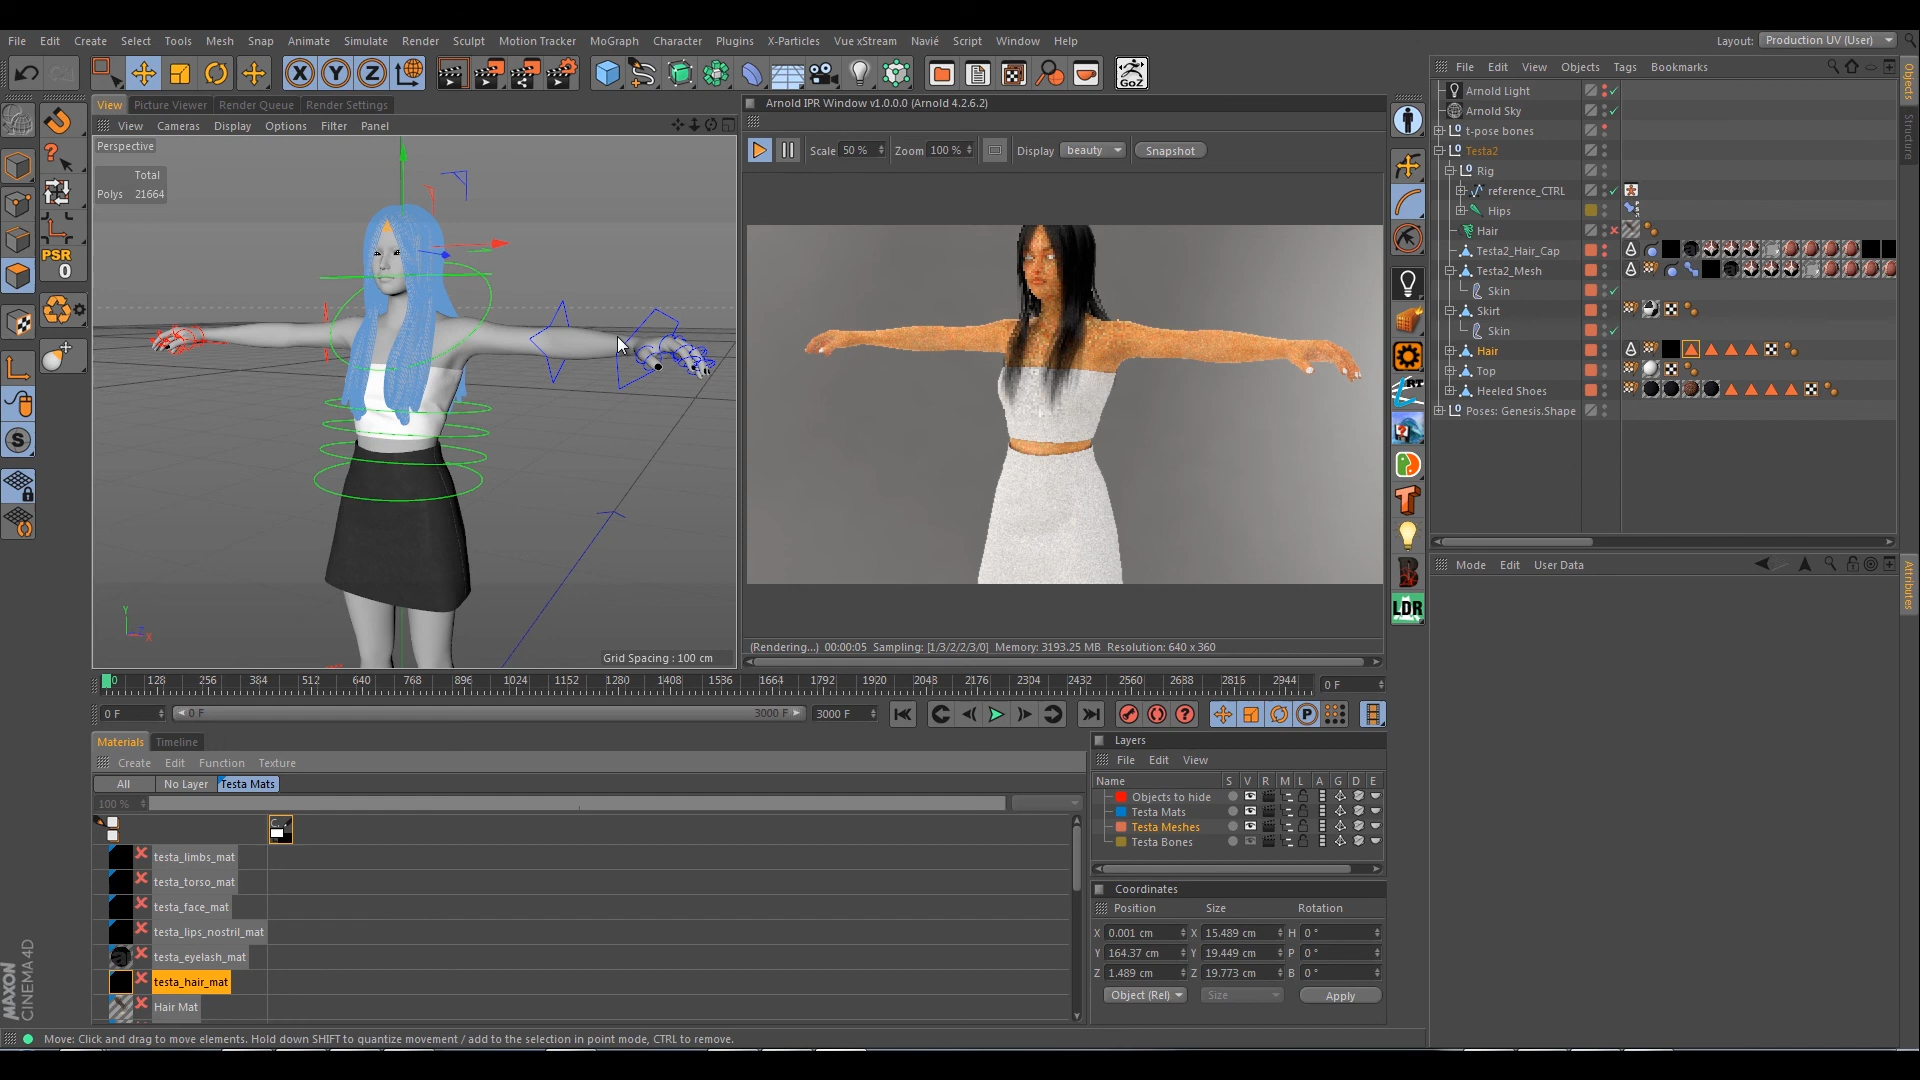 File Edit Create Select Tools Mesh Snap Animate Simulate Render Sculpt Motion Tracker MoGraph Character Plugins X-Particles Vue xStream Navié Script Window Help Layout: Production UV (User)
X Y Z GoZ
View Picture Viewer Render Queue Render Settings
View Cameras Display Options Filter Panel
Perspective
Total
Polys 21664
PSR
0
S
Y
X
Grid Spacing : 100 cm
Arnold IPR Window v1.0.0.0 (Arnold 4.2.6.2)
Scale 50 % Zoom 100 % Display beauty Snapshot
(Rendering...) 00:00:05 Sampling: [1/3/2/2/3/0] Memory: 3193.25 MB Resolution: 640 x 360
RT
T
B
LDR
File Edit View Objects Tags Bookmarks
Objects
Structure
Arnold Light
Arnold Sky
t-pose bones
Testa2
Rig
reference_CTRL
Hips
Hair
Testa2_Hair_Cap
Testa2_Mesh
Skin
Skirt
Skin
Hair
Top
Heeled Shoes
Poses: Genesis.Shape
Mode Edit User Data
Attributes
0 128 256 384 512 640 768 896 1024 1152 1280 1408 1536 1664 1792 1920 2048 2176 2304 2432 2560 2688 2816 2944 0 F
0 F 0 F 3000 F 3000 F
P
Materials Timeline
Create Edit Function Texture
All No Layer Testa Mats
100 %
testa_limbs_mat
testa_torso_mat
testa_face_mat
testa_lips_nostril_mat
testa_eyelash_mat
testa_hair_mat
Hair Mat
Layers
File Edit View
Name S V R M L A G D E
Objects to hide
Testa Mats
Testa Meshes
Testa Bones
Coordinates
Position Size Rotation
X 0.001 cm X 15.489 cm H 0 °
Y 164.37 cm Y 19.449 cm P 0 °
Z 1.489 cm Z 19.773 cm B 0 °
Object (Rel) Size Apply
MAXON
CINEMA 4D
Move: Click and drag to move elements. Hold down SHIFT to quantize movement / add to the selection in point mode, CTRL to remove.